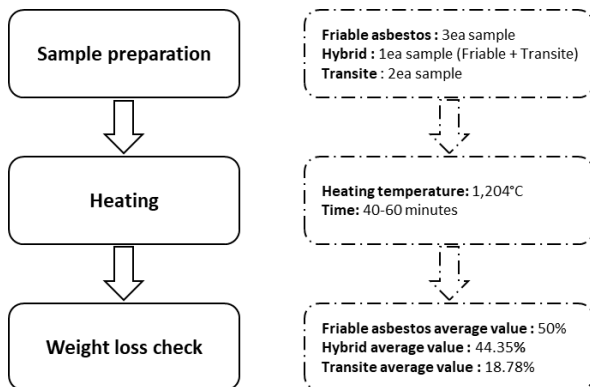 Sample preparation
Friable asbestos : 3ea sample
Hybrid : 1ea sample (Friable + Transite)
Transite : 2ea sample
Heating
Heating temperature: 1,204°C
Time: 40-60 minutes
Weight loss check
Friable asbestos average value : 50%
Hybrid average value : 44.35%
Transite average value : 18.78%